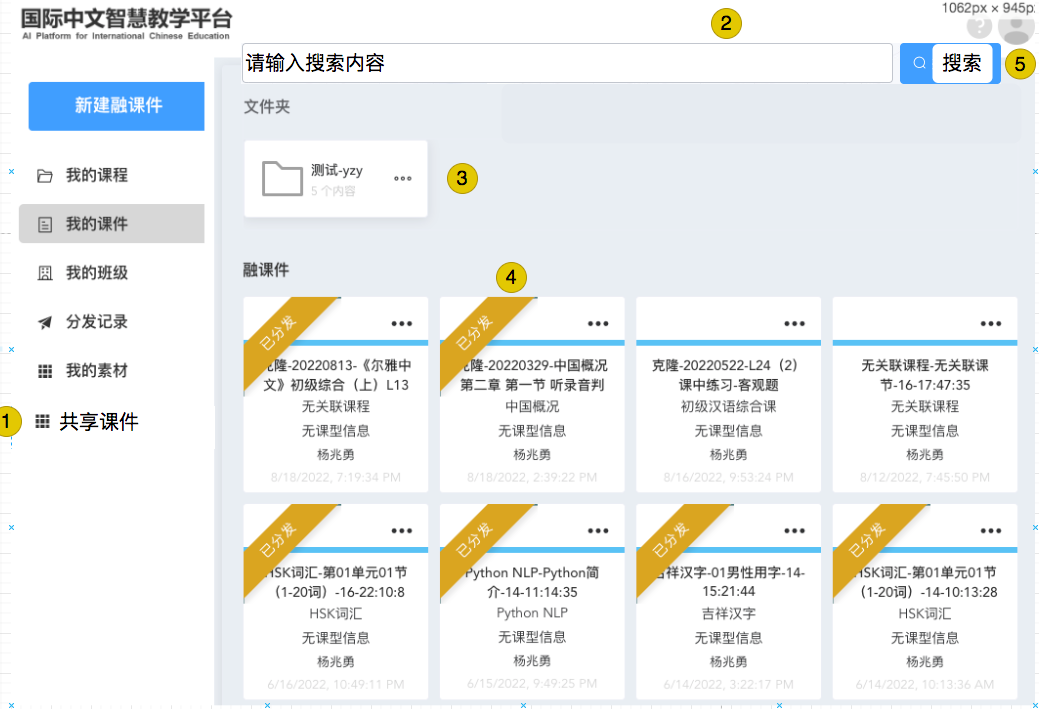 国际中文智慧教学平台
AI Platform for International Chinese Education
1062px × 945p
2
?
请输入搜索内容
搜索
5
新建融课件
文件夹
我的课程
测试-yzy
5 个内容
3
我的课件
我的班级
融课件
4
分发记录
我的素材
1
共享课件
已分发
克隆-20220813-《尔雅中
文》初级综合（上）L13
无关联课程
无课型信息
杨兆勇
8/18/2022, 7:19:34 PM
已分发
克隆-20220329-中国概况
第二章 第一节 听录音判
中国概况
无课型信息
杨兆勇
8/18/2022, 2:39:22 PM
克隆-20220522-L24（2）
课中练习-客观题
初级汉语综合课
无课型信息
杨兆勇
8/16/2022, 9:53:24 PM
无关联课程-无关联课
节-16-17:47:35
无关联课程
无课型信息
杨兆勇
8/12/2022, 7:45:50 PM
已分发
HSK词汇-第01单元01节
（1-20词）-16-22:10:8
HSK词汇
无课型信息
杨兆勇
6/16/2022, 10:49:11 PM
已分发
Python NLP-Python简
介-14-11:14:35
Python NLP
无课型信息
杨兆勇
6/15/2022, 9:49:25 PM
已分发
吉祥汉字-01男性用字-14-
15:21:44
吉祥汉字
无课型信息
杨兆勇
6/14/2022, 3:22:17 PM
已分发
HSK词汇-第01单元01节
（1-20词）-14-10:13:28
HSK词汇
无课型信息
杨兆勇
6/14/2022, 10:13:36 AM